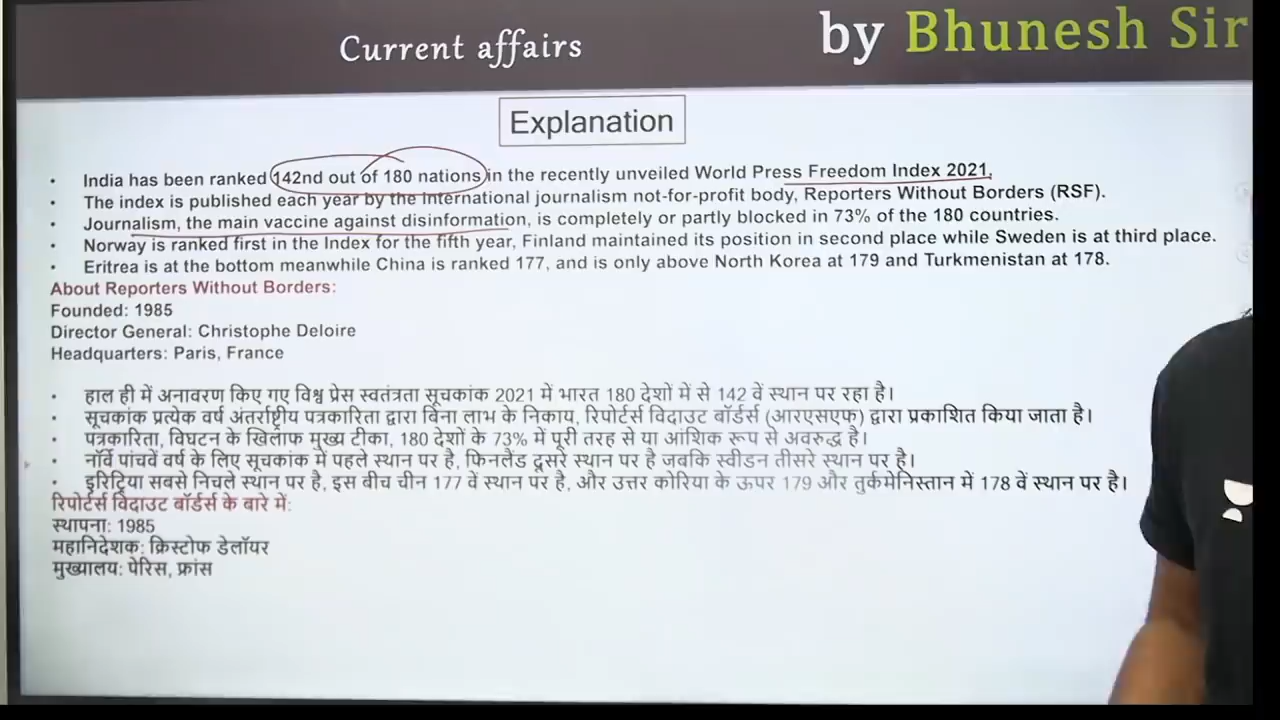 Current affairs
by Bhunesh Sir
Explanation
• India has been ranked 142nd out of 180 nations in the recently unveiled World Press Freedom Index 2021,
• The index is published each year by the international journalism not-for-profit body, Reporters Without Borders (RSF).
• Journalism, the main vaccine against disinformation, is completely or partly blocked in 73% of the 180 countries.
• Norway is ranked first in the Index for the fifth year, Finland maintained its position in second place while Sweden is at third place.
• Eritrea is at the bottom meanwhile China is ranked 177, and is only above North Korea at 179 and Turkmenistan at 178.
About Reporters Without Borders:
Founded: 1985
Director General: Christophe Deloire
Headquarters: Paris, France
• हाल ही में अनावरण किए गए विश्व प्रेस स्वतंत्रता सूचकांक 2021 में भारत 180 देशों में से 142 वें स्थान पर रहा है।
• सूचकांक प्रत्येक वर्ष अंतर्राष्ट्रीय पत्रकारिता द्वारा बिना लाभ के निकाय, रिपोर्टर्स विदाउट बॉर्डर्स (आरएसएफ) द्वारा प्रकाशित किया जाता है।
• पत्रकारिता, विघटन के खिलाफ मुख्य टीका, 180 देशों के 73% में पूरी तरह से या आंशिक रूप से अवरुद्ध है।
• नॉर्वे पांचवें वर्ष के लिए सूचकांक में पहले स्थान पर है, फिनलैंड दूसरे स्थान पर है जबकि स्वीडन तीसरे स्थान पर है।
• इरिट्रिया सबसे निचले स्थान पर है, इस बीच चीन 177 वें स्थान पर है, और उत्तर कोरिया के ऊपर 179 और तुर्कमेनिस्तान में 178 वें स्थान पर है।
रिपोर्टर्स विदाउट बॉर्डर्स के बारे में:
स्थापना: 1985
महानिदेशक: क्रिस्टोफ डेलॉयर
मुख्यालय: पेरिस, फ्रांस